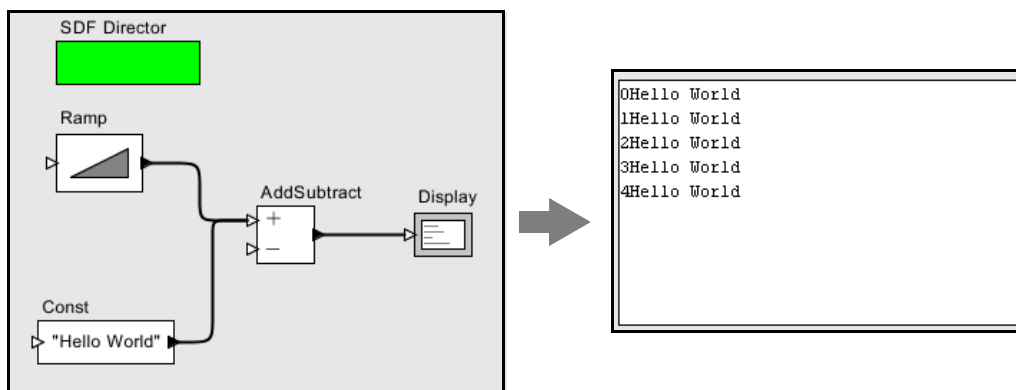 SDF Director
Ramp
AddSubtract
Display
+
−
Const
"Hello World"
0Hello World
1Hello World
2Hello World
3Hello World
4Hello World